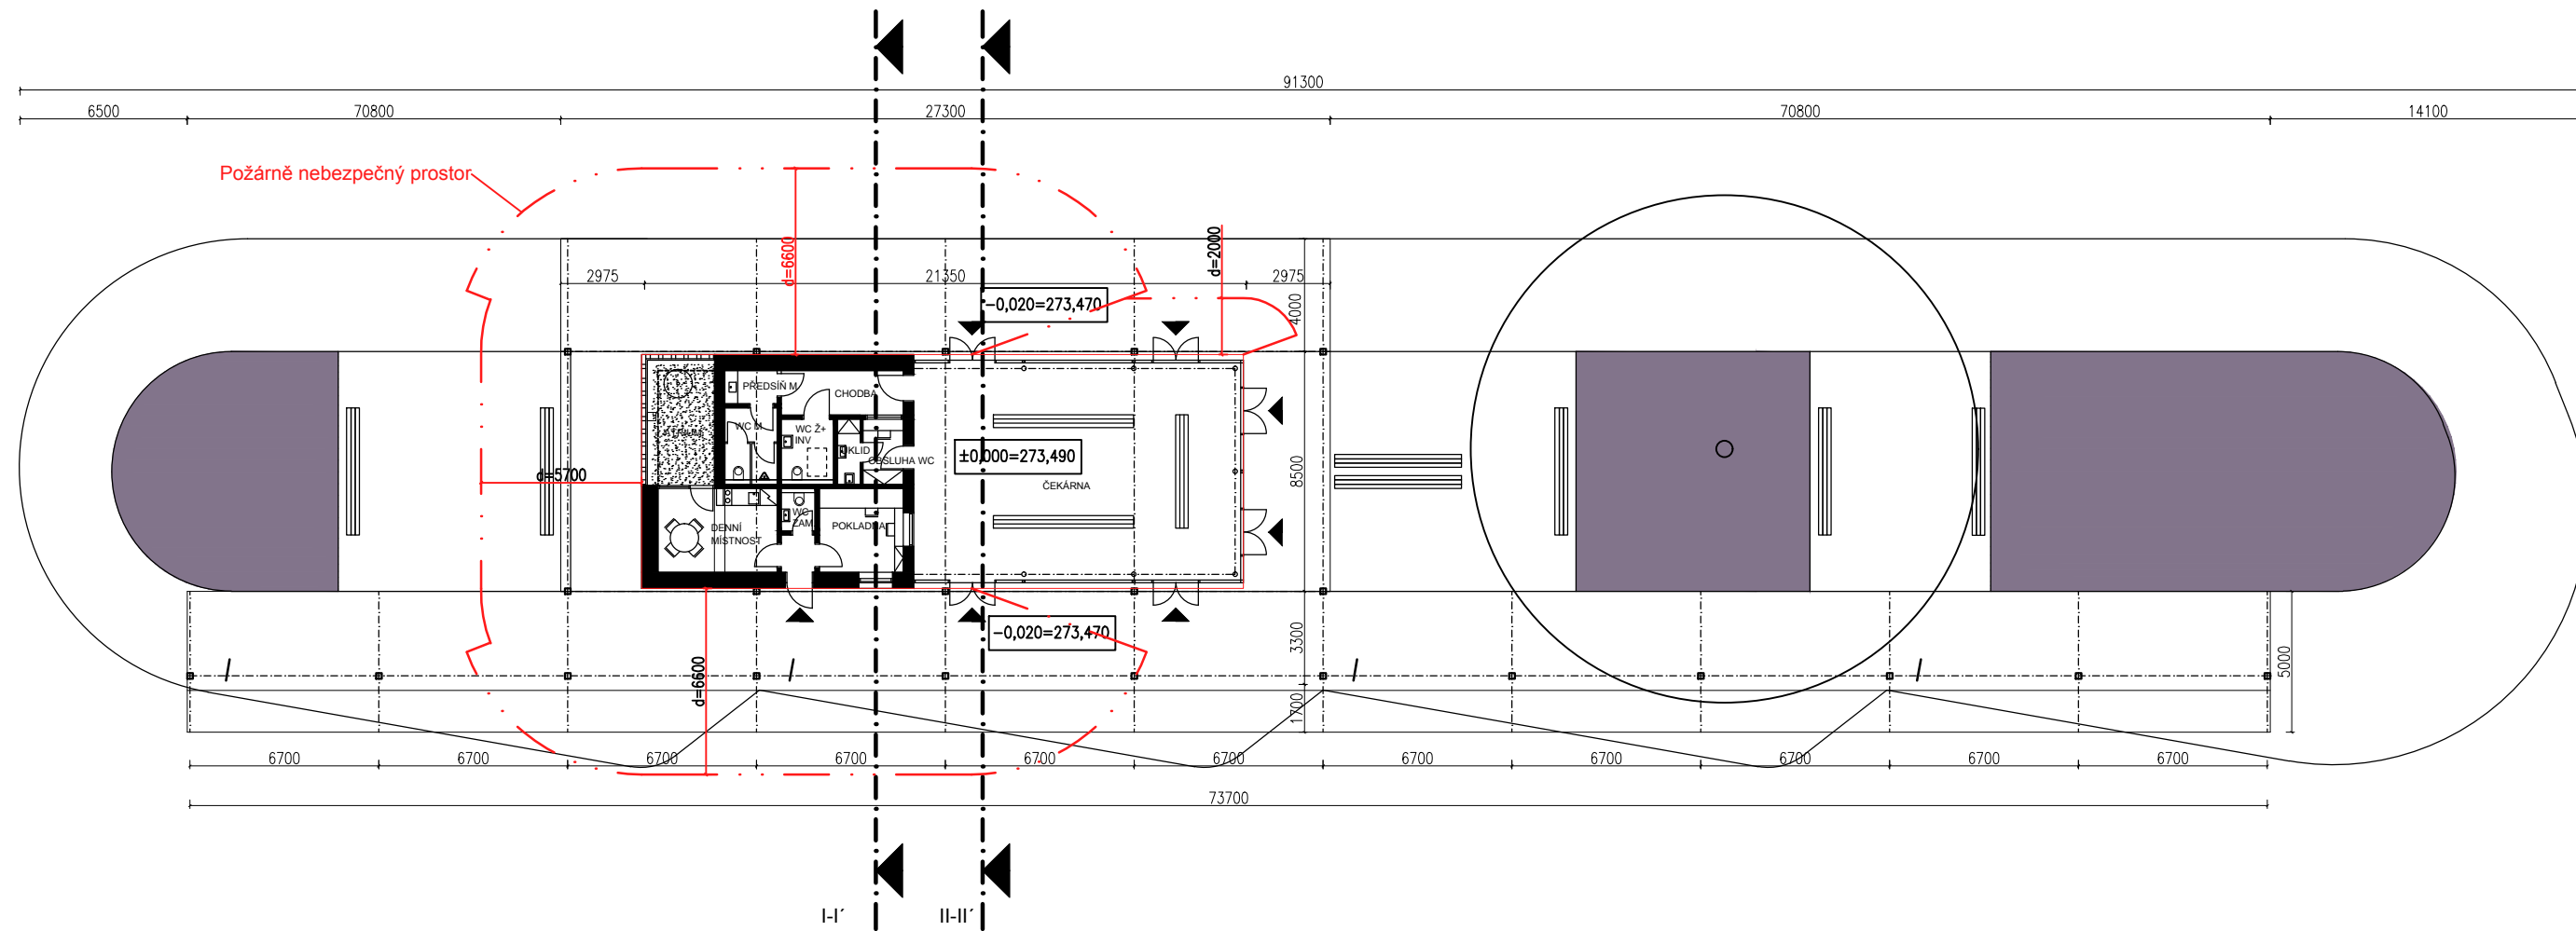 91300
6500 70800 27300 70800 14100
Požárně nebezpečný prostor
d=6600
d=2000
2975 21350 2975
-0,020=273,470
4000
PŘEDSÍŇ M
CHODBA
WC M
WC Ž+
INV
ÚKLID
OBSLUHA WC
±0,000=273,490
ČEKÁRNA
8500
d=5700
DENNÍ
MÍSTNOST
WC
ZAM
POKLADNA
-0,020=273,470
3300
5000
d=6600
1700
6700 6700 6700 6700 6700 6700 6700 6700 6700 6700 6700
73700
I-I´ II-II´